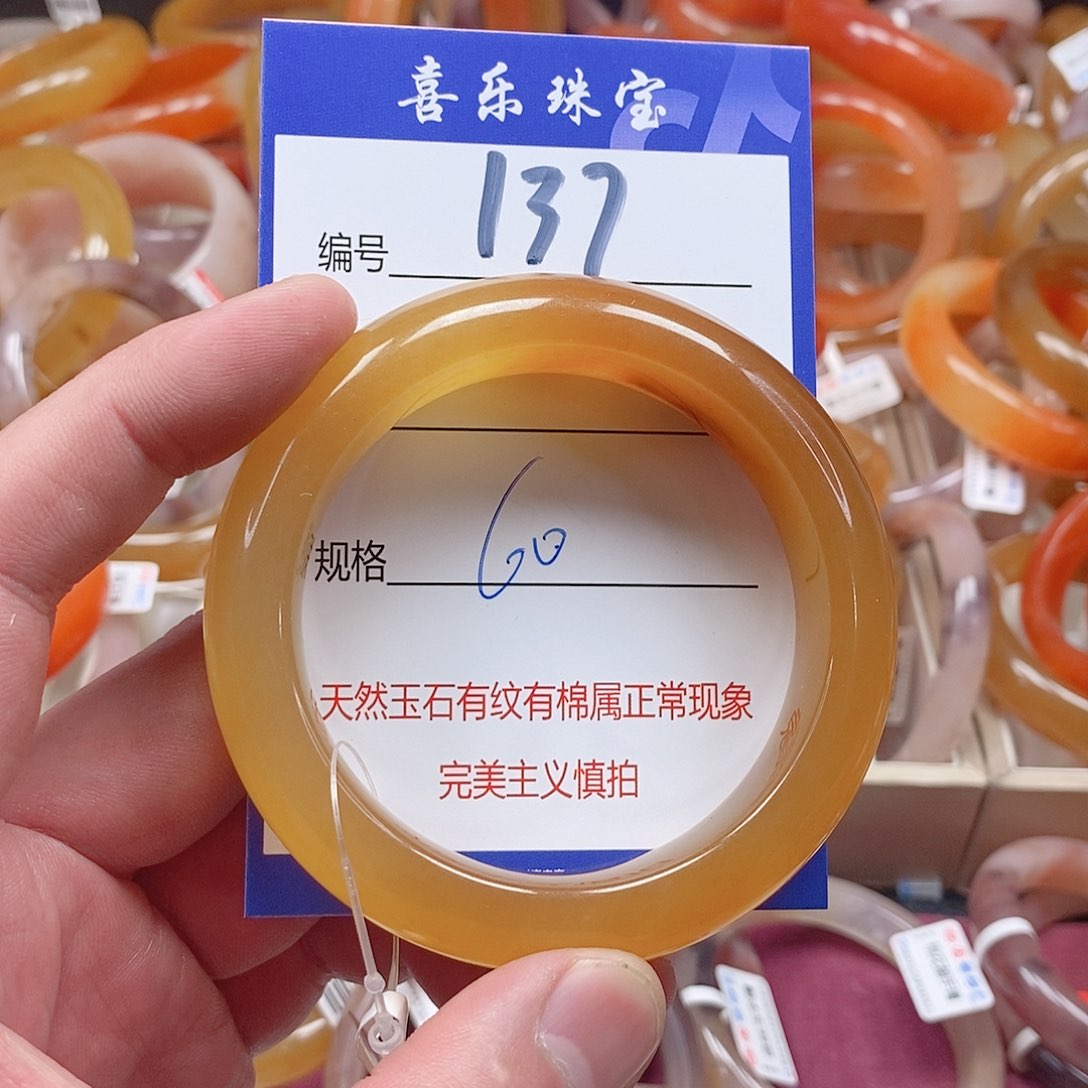 喜乐珠宝
编号 137
规格 60
天然玉石有纹有棉属正常现象
完美主义慎拍